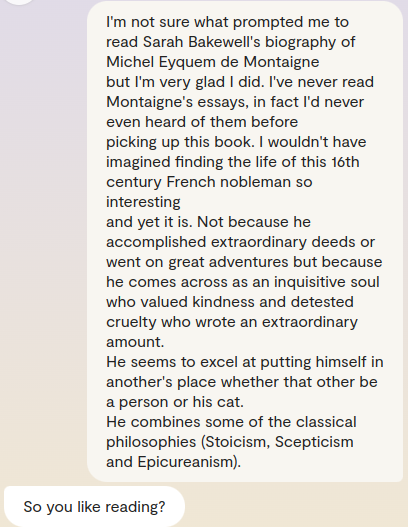 I'm not sure what prompted me to
read Sarah Bakewell's biography of
Michel Eyquem de Montaigne
but I'm very glad I did. I've never read
Montaigne's essays, in fact I'd never
even heard of them before
picking up this book. I wouldn't have
imagined finding the life of this 16th
century French nobleman so
interesting
and yet it is. Not because he
accomplished extraordinary deeds or
went on great adventures but because
he comes across as an inquisitive soul
who valued kindness and detested
cruelty who wrote an extraordinary
amount.
He seems to excel at putting himself in
another's place whether that other be
a person or his cat.
He combines some of the classical
philosophies (Stoicism, Scepticism
and Epicureanism).
So you like reading?